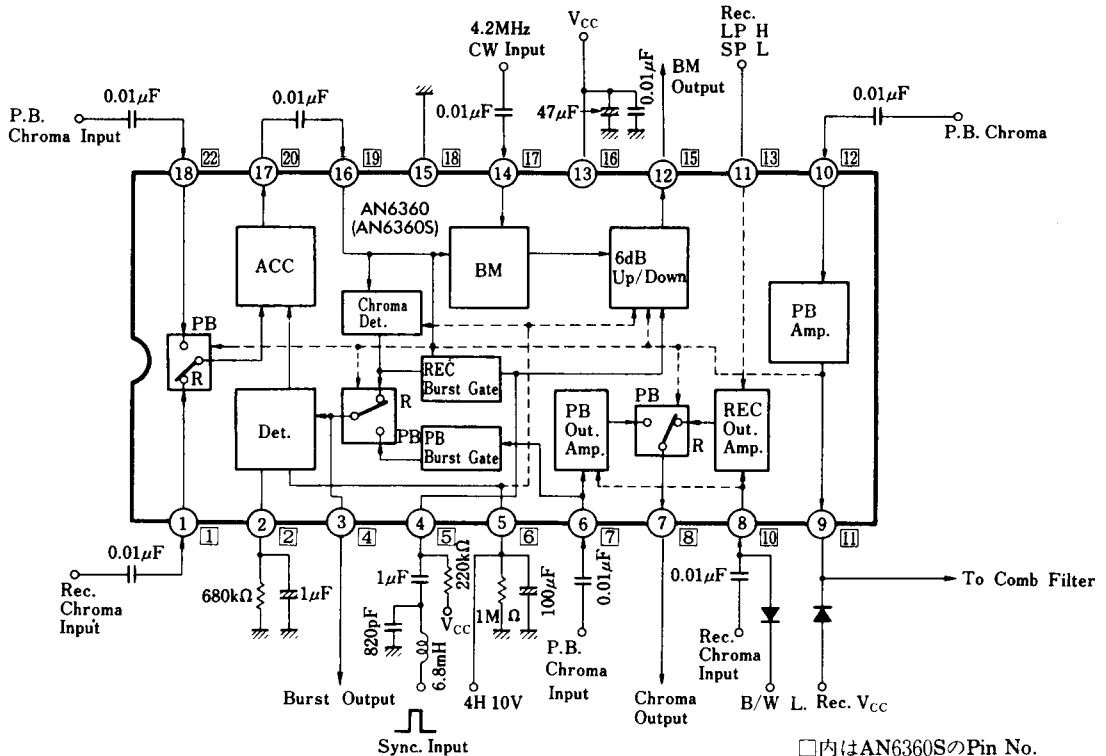 4.2MHz
CW Input
VCC
Rec.
LP H
SP L
0.01μF
P.B.
Chroma Input
0.01μF
0.01μF
47μF
0.01μF
BM
Output
0.01μF
P.B. Chroma
22 20 19 18 17 16 15 13 12
18 17 16 15 14 13 12 11 10
AN6360
(AN6360S)
ACC
BM
6dB
Up/Down
PB
Amp.
Chroma
Det.
PB
R
REC
Burst Gate
R
PB
PB
Burst Gate
Det.
PB
Out.
Amp.
PB
R
REC
Out.
Amp.
1 2 3 4 5 6 7 8 9
1 2 4 5 6 7 8 10 11
0.01μF
Rec.
Chroma
Input
680kΩ
1μF
1μF
220kΩ
VCC
820pF
6.8mH
1MΩ
100μF
0.01μF
0.01μF
To Comb Filter
P.B.
Chroma
Input
Rec.
Chroma
Input
Burst Output
4H 10V
Chroma
Output
B/W L.
Rec. VCC
Sync. Input
□内はAN6360SのPin No.